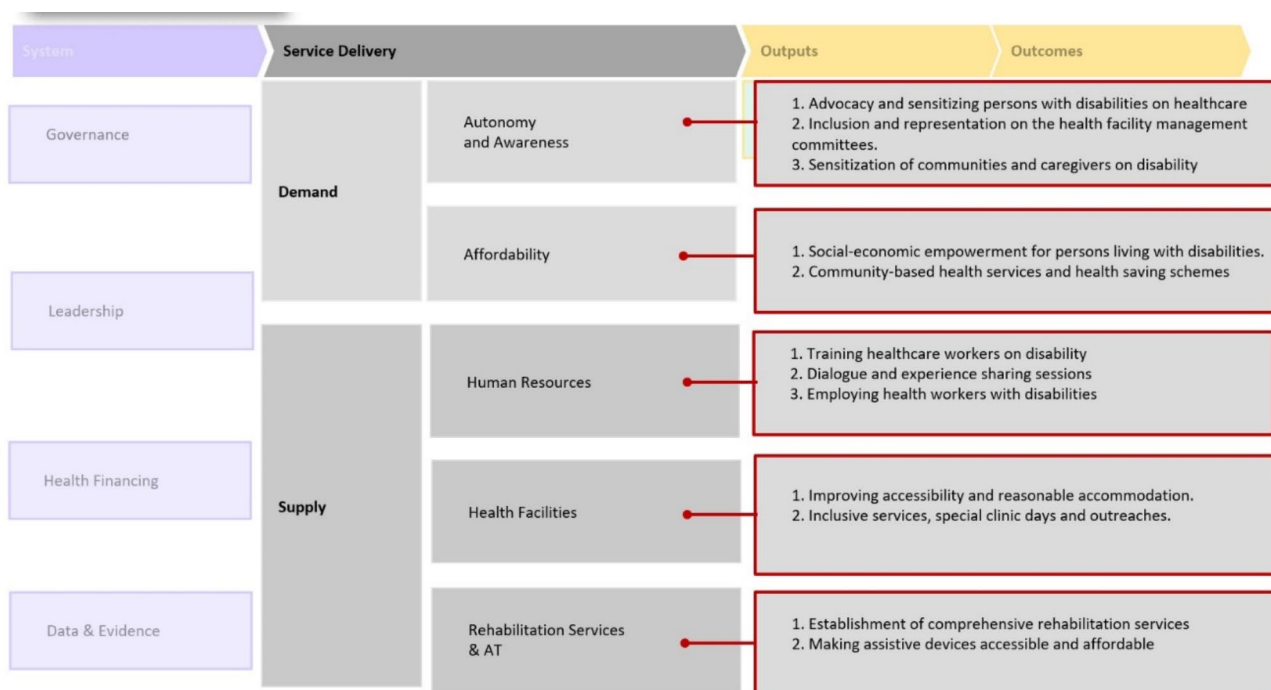 System
Service Delivery
Outputs
Outcomes
Governance
Leadership
Health Financing
Data & Evidence
Demand
Autonomy
and Awareness
1. Advocacy and sensitizing persons with disabilities on healthcare
2. Inclusion and representation on the health facility management
committees.
3. Sensitization of communities and caregivers on disability
Affordability
1. Social-economic empowerment for persons living with disabilities.
2. Community-based health services and health saving schemes
Supply
Human Resources
1. Training healthcare workers on disability
2. Dialogue and experience sharing sessions
3. Employing health workers with disabilities
Health Facilities
1. Improving accessibility and reasonable accommodation.
2. Inclusive services, special clinic days and outreaches.
Rehabilitation Services
& AT
1. Establishment of comprehensive rehabilitation services
2. Making assistive devices accessible and affordable